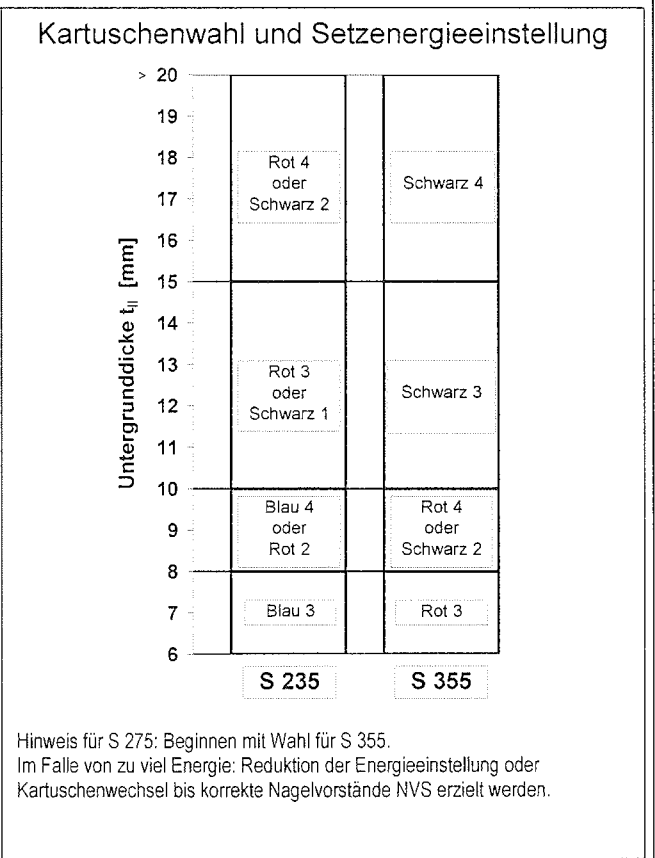 Kartuschenwahl und Setzenergieeinstellung
Untergrunddicke t_II [mm]
> 20
19
18
17
16
15
14
13
12
11
10
9
8
7
6
Rot 4
oder
Schwarz 2
Rot 3
oder
Schwarz 1
Blau 4
oder
Rot 2
Blau 3
S 235
Schwarz 4
Schwarz 3
Rot 4
oder
Schwarz 2
Rot 3
S 355
Hinweis für S 275: Beginnen mit Wahl für S 355.
Im Falle von zu viel Energie: Reduktion der Energieeinstellung oder
Kartuschenwechsel bis korrekte Nagelvorstände NVS erzielt werden.